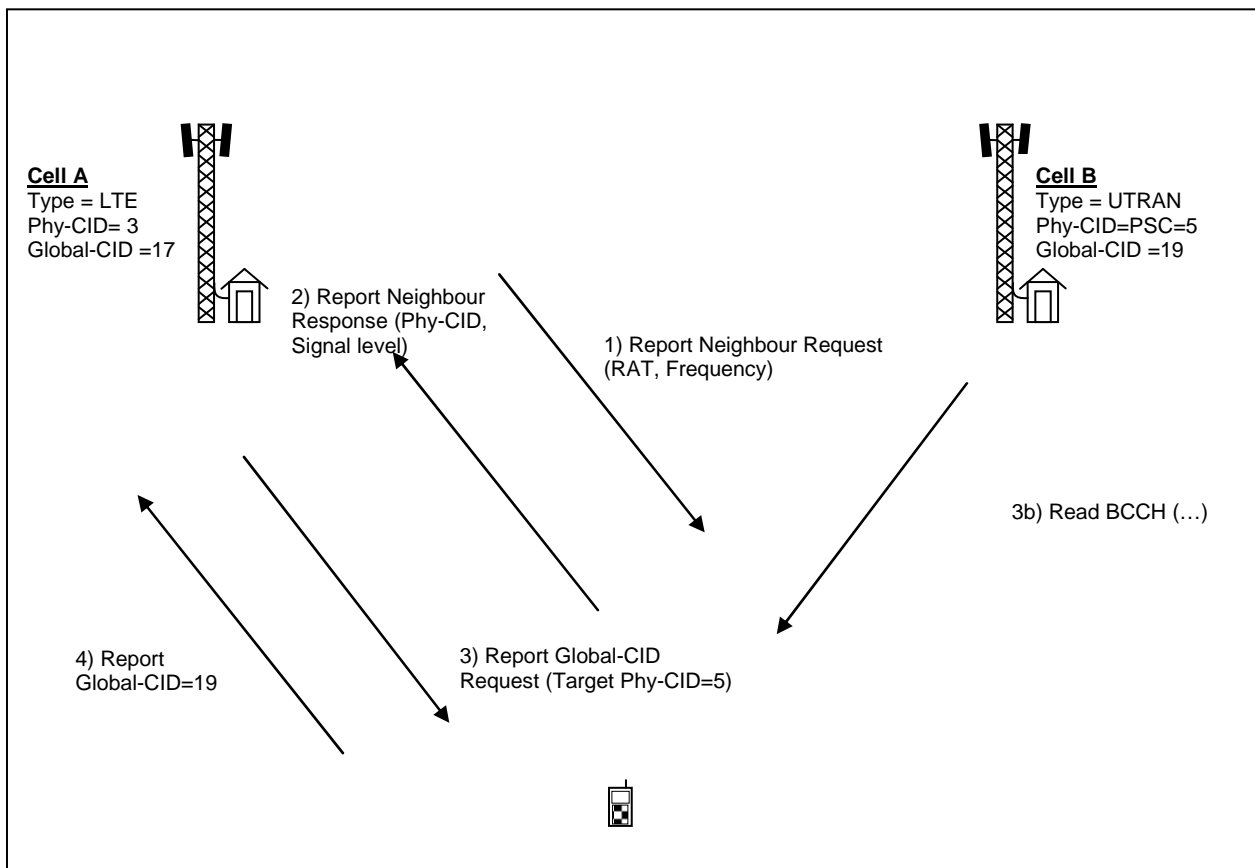 Cell A
Type = LTE
Phy-CID= 3
Global-CID =17
Cell B
Type = UTRAN
Phy-CID=PSC=5
Global-CID =19
2) Report Neighbour
Response (Phy-CID,
Signal level)
1) Report Neighbour Request
(RAT, Frequency)
3b) Read BCCH (…)
4) Report
Global-CID=19
3) Report Global-CID
Request (Target Phy-CID=5)